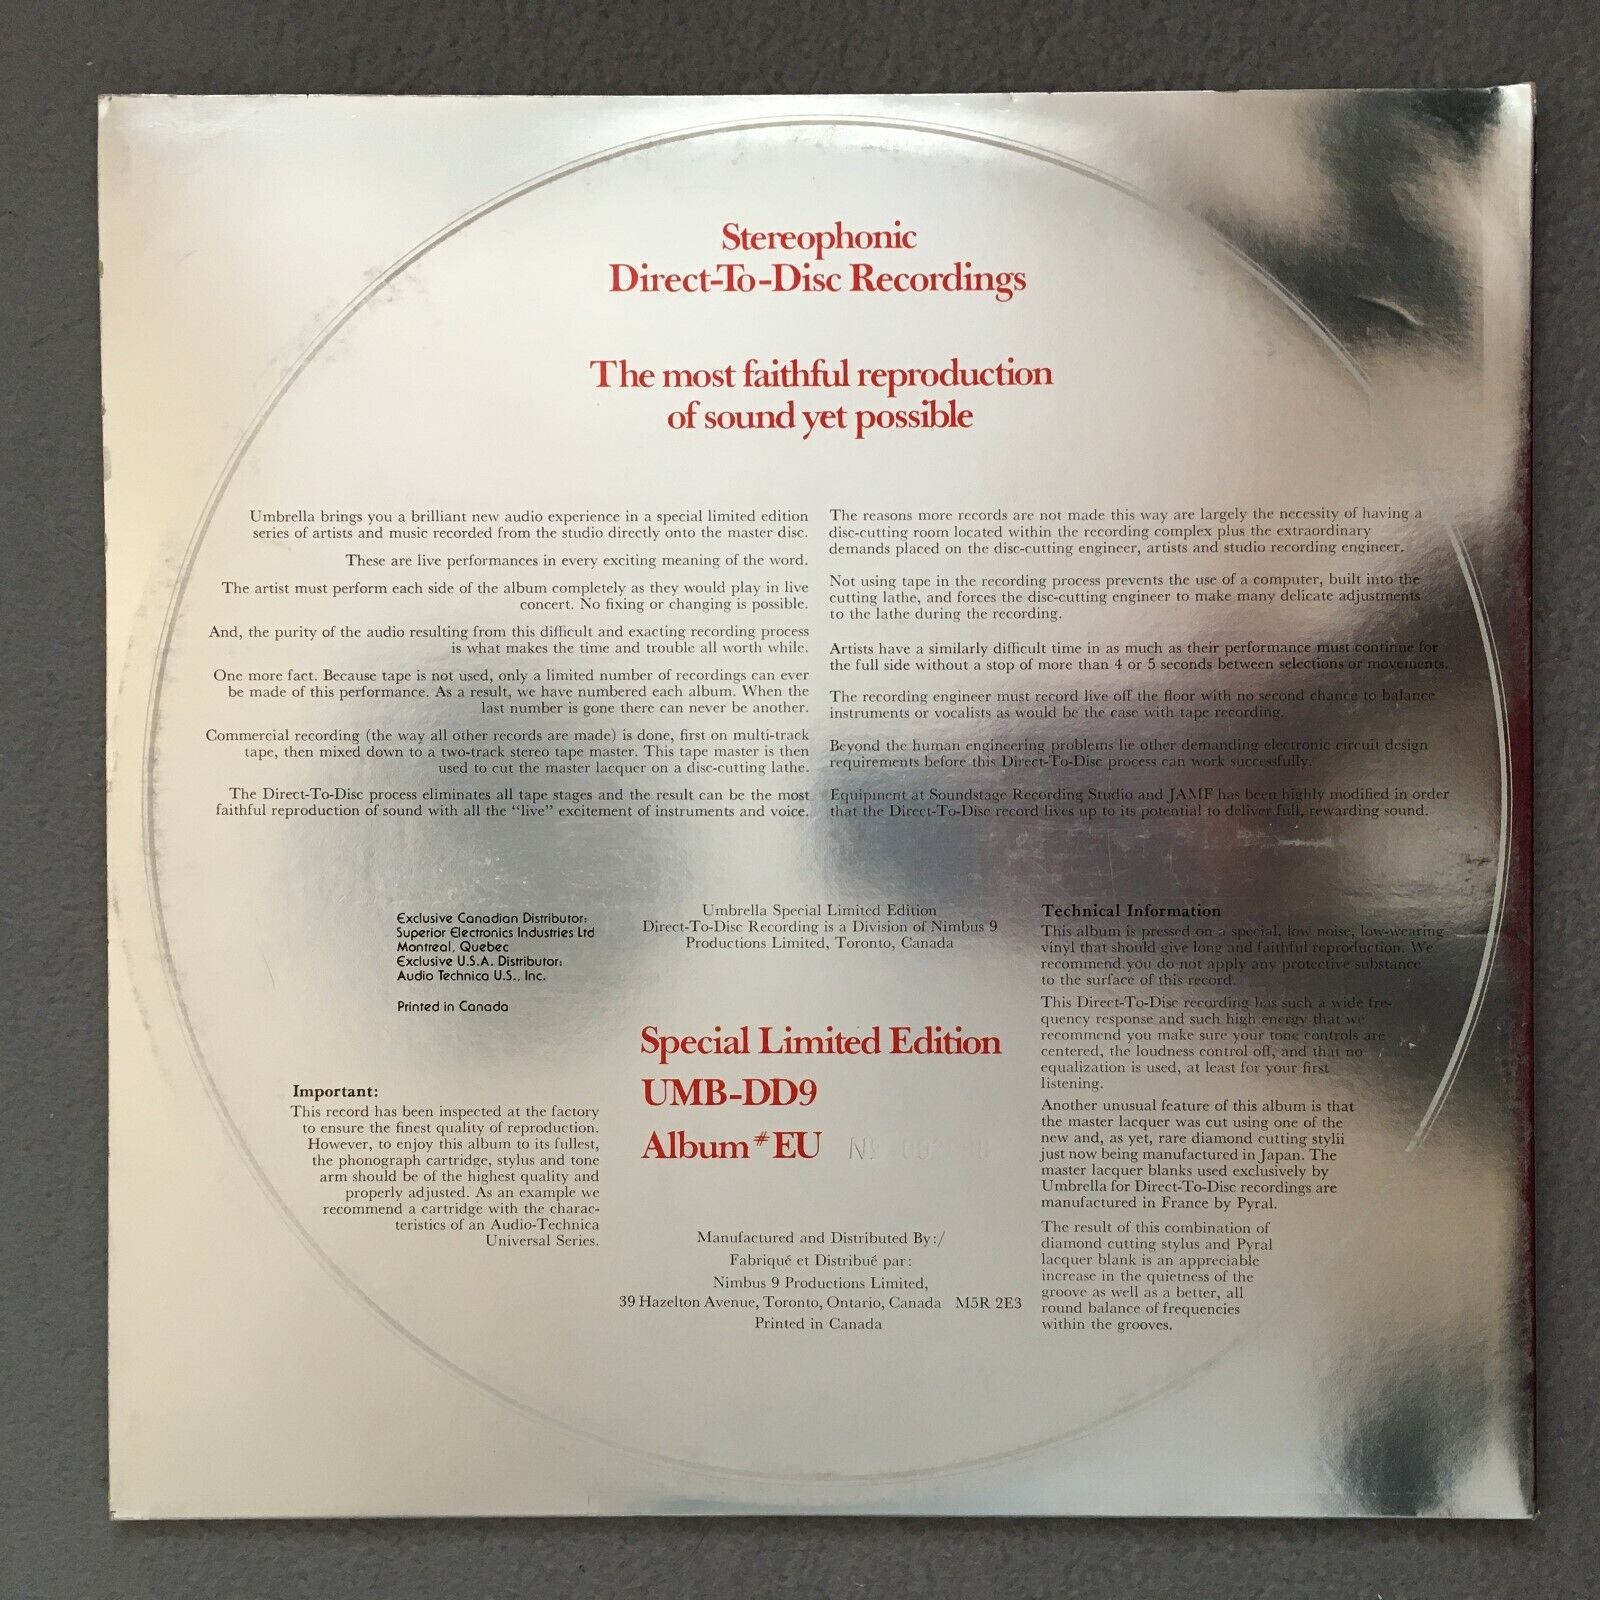 Stereophonic
Direct-To-Disc Recordings
The most faithful reproduction
of sound yet possible
Umbrella brings you a brilliant new audio experience in a special limited edition
series of artists and music recorded from the studio directly onto the master disc.
These are live performances in every exciting meaning of the word.
The artist must perform each side of the album completely as they would play in live
concert. No fixing or changing is possible.
And, the purity of the audio resulting from this difficult and exacting recording process
is what makes the time and trouble all worth while.
One more fact. Because tape is not used, only a limited number of recordings can ever
be made of this performance. As a result, we have numbered each album. When the
last number is gone there can never be another.
Commercial recording (the way all other records are made) is done, first on multi-track
tape, then mixed down to a two-track stereo tape master. This tape master is then
used to cut the master lacquer on a disc-cutting lathe.
The Direct-To-Disc process eliminates all tape stages and the result can be the most
faithful reproduction of sound with all the “live” excitement of instruments and voice.
The reasons more records are not made this way are largely the necessity of having a
disc-cutting room located within the recording complex plus the extraordinary
demands placed on the disc-cutting engineer, artists and studio recording engineer.
Not using tape in the recording process prevents the use of a computer, built into the
cutting lathe, and forces the disc-cutting engineer to make many delicate adjustments
to the lathe during the recording.
Artists have a similarly difficult time in as much as their performance must continue for
the full side without a stop of more than 4 or 5 seconds between selections or movements.
The recording engineer must record live off the floor with no second chance to balance
instruments or vocalists as would be the case with tape recording.
Beyond the human engineering problems lie other demanding electronic circuit design
requirements before this Direct-To-Disc process can work successfully.
Equipment at Soundstage Recording Studio and JAMF has been highly modified in order
that the Direct-To-Disc record lives up to its potential to deliver full, rewarding sound.
Exclusive Canadian Distributor:
Superior Electronics Industries Ltd
Montreal, Quebec
Exclusive U.S.A. Distributor:
Audio Technica U.S., Inc.
Printed in Canada
Important:
This record has been inspected at the factory
to ensure the finest quality of reproduction.
However, to enjoy this album to its fullest,
the phonograph cartridge, stylus and tone
arm should be of the highest quality and
properly adjusted. As an example we
recommend a cartridge with the charac-
teristics of an Audio-Technica
Universal Series.
Umbrella Special Limited Edition
Direct-To-Disc Recording is a Division of Nimbus 9
Productions Limited, Toronto, Canada
Special Limited Edition
UMB-DD9
Album # EU No
Manufactured and Distributed By:/
Fabriqué et Distribué par:
Nimbus 9 Productions Limited,
39 Hazelton Avenue, Toronto, Ontario, Canada M5R 2E3
Printed in Canada
Technical Information
This album is pressed on a special, low noise, low-wearing
vinyl that should give long and faithful reproduction. We
recommend you do not apply any protective substance
to the surface of this record.
This Direct-To-Disc recording has such a wide fre-
quency response and such high energy that we
recommend you make sure your tone controls are
centered, the loudness control off, and that no
equalization is used, at least for your first
listening.
Another unusual feature of this album is that
the master lacquer was cut using one of the
new and, as yet, rare diamond cutting stylii
just now being manufactured in Japan. The
master lacquer blanks used exclusively by
Umbrella for Direct-To-Disc recordings are
manufactured in France by Pyral.
The result of this combination of
diamond cutting stylus and Pyral
lacquer blank is an appreciable
increase in the quietness of the
groove as well as a better, all
round balance of frequencies
within the grooves.